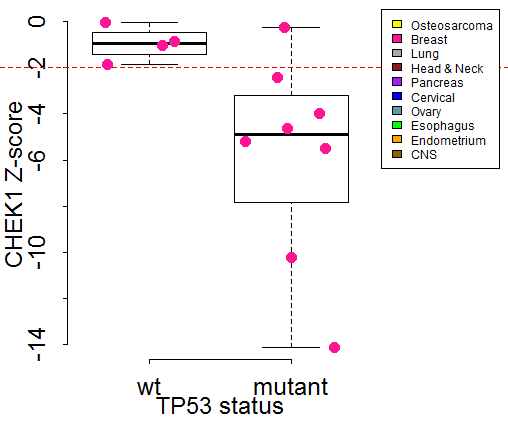 CHEK1 Z-score
0
-2
-4
-6
-10
-14
wt
mutant
TP53 status
Osteosarcoma
Breast
Lung
Head & Neck
Pancreas
Cervical
Ovary
Esophagus
Endometrium
CNS